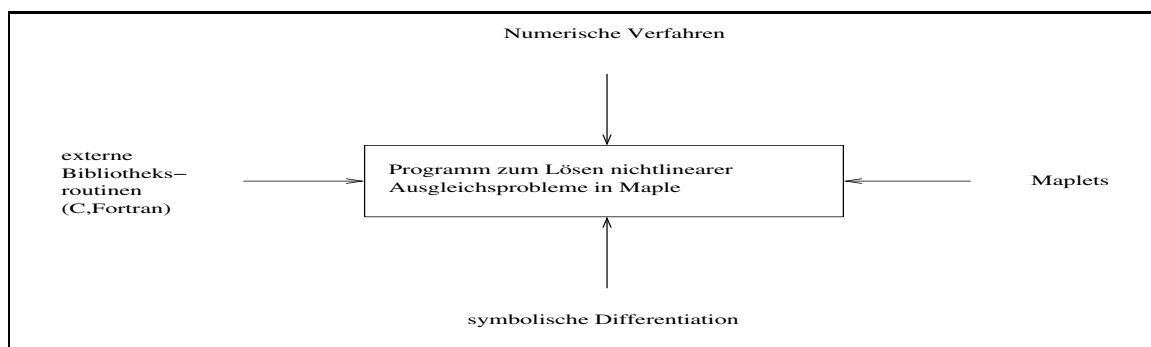 Numerische Verfahren
externe
Bibliotheks−
routinen
(C,Fortran)
Programm zum Lösen nichtlinearer
Ausgleichsprobleme in Maple
Maplets
symbolische Differentiation